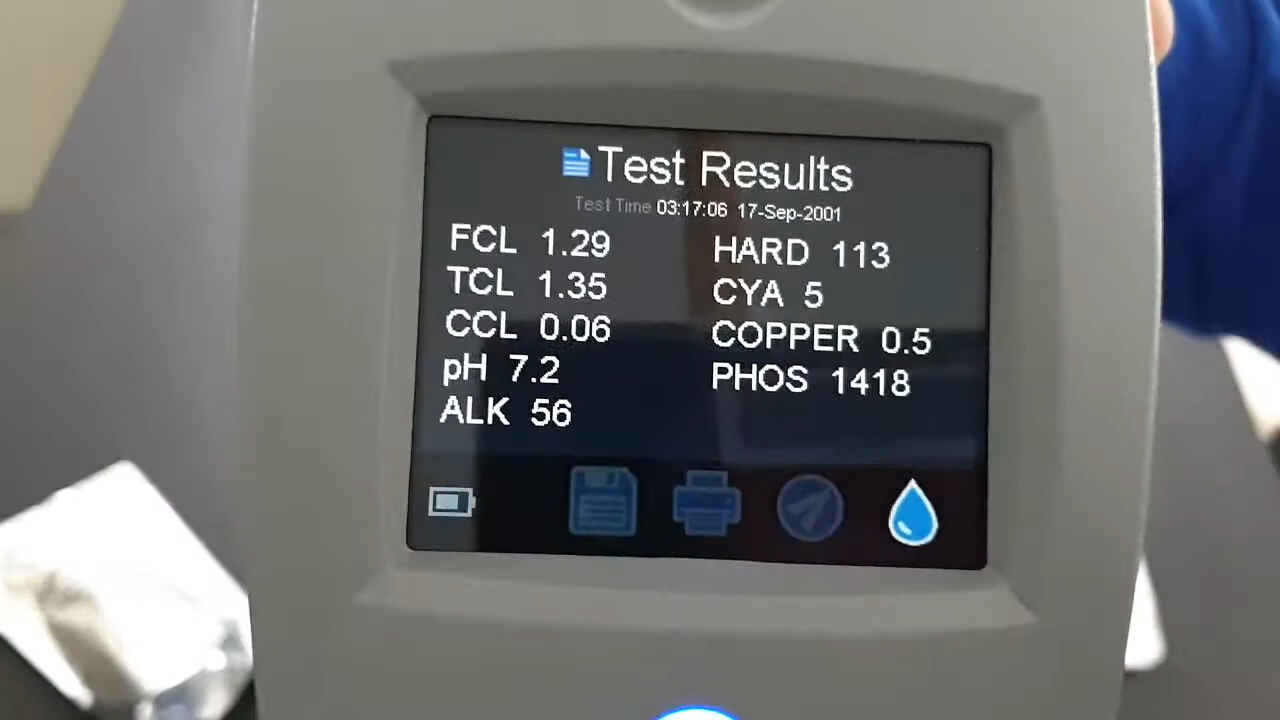 Test Results
Test Time 03:17:06 17-Sep-2001
FCL 1.29
TCL 1.35
CCL 0.06
pH 7.2
ALK 56
HARD 113
CYA 5
COPPER 0.5
PHOS 1418